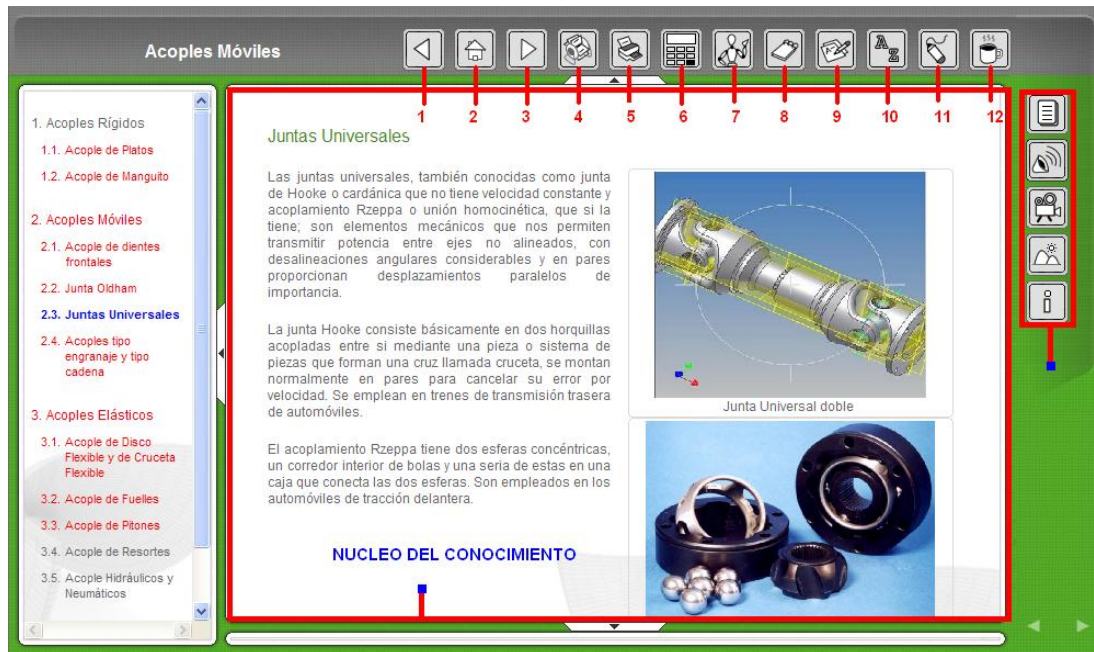 Acoples Móviles
1 2 3 4 5 6 7 8 9 10 11 12
1. Acoples Rígidos
1.1. Acople de Platos
1.2. Acople de Manguito
2. Acoples Móviles
2.1. Acople de dientes
frontales
2.2. Junta Oldham
2.3. Juntas Universales
2.4. Acoples tipo
engranaje y tipo
cadena
3. Acoples Elásticos
3.1. Acople de Disco
Flexible y de Cruceta
Flexible
3.2. Acople de Fuelles
3.3. Acople de Pitones
3.4. Acople de Resortes
3.5. Acople Hidráulicos y
Neumáticos
Juntas Universales
Las juntas universales, también conocidas como junta
de Hooke o cardánica que no tiene velocidad constante y
acoplamiento Rzeppa o unión homocinética, que si la
tiene; son elementos mecánicos que nos permiten
transmitir potencia entre ejes no alineados, con
desalineaciones angulares considerables y en pares
proporcionan desplazamientos paralelos de
importancia.
La junta Hooke consiste básicamente en dos horquillas
acopladas entre si mediante una pieza o sistema de
piezas que forman una cruz llamada cruceta, se montan
normalmente en pares para cancelar su error por
velocidad. Se emplean en trenes de transmisión trasera
de automóviles.
El acoplamiento Rzeppa tiene dos esferas concéntricas,
un corredor interior de bolas y una seria de estas en una
caja que conecta las dos esferas. Son empleados en los
automóviles de tracción delantera.
NUCLEO DEL CONOCIMIENTO
Junta Universal doble
A
Z
i